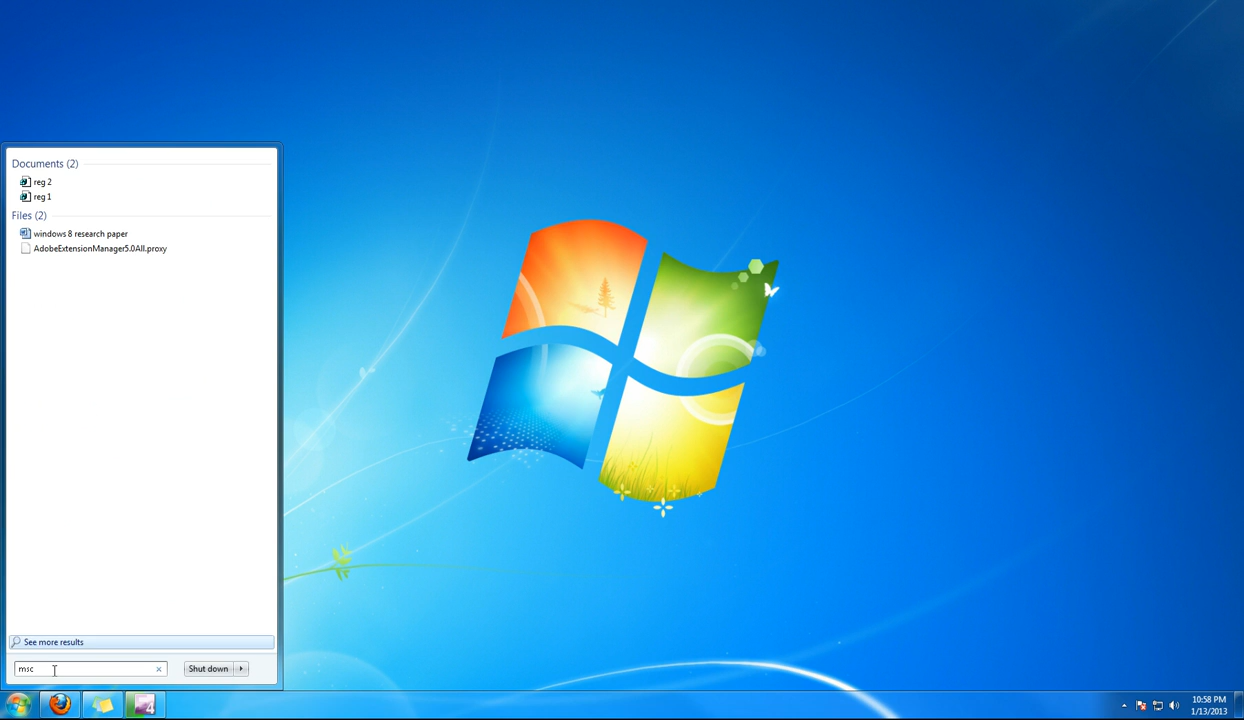 Documents (2)
reg 2
reg 1
Files (2)
windows 8 research paper
AdobeExtensionManager5.0All.proxy
See more results
msc
Shut down
4
10:58 PM
1/13/2013